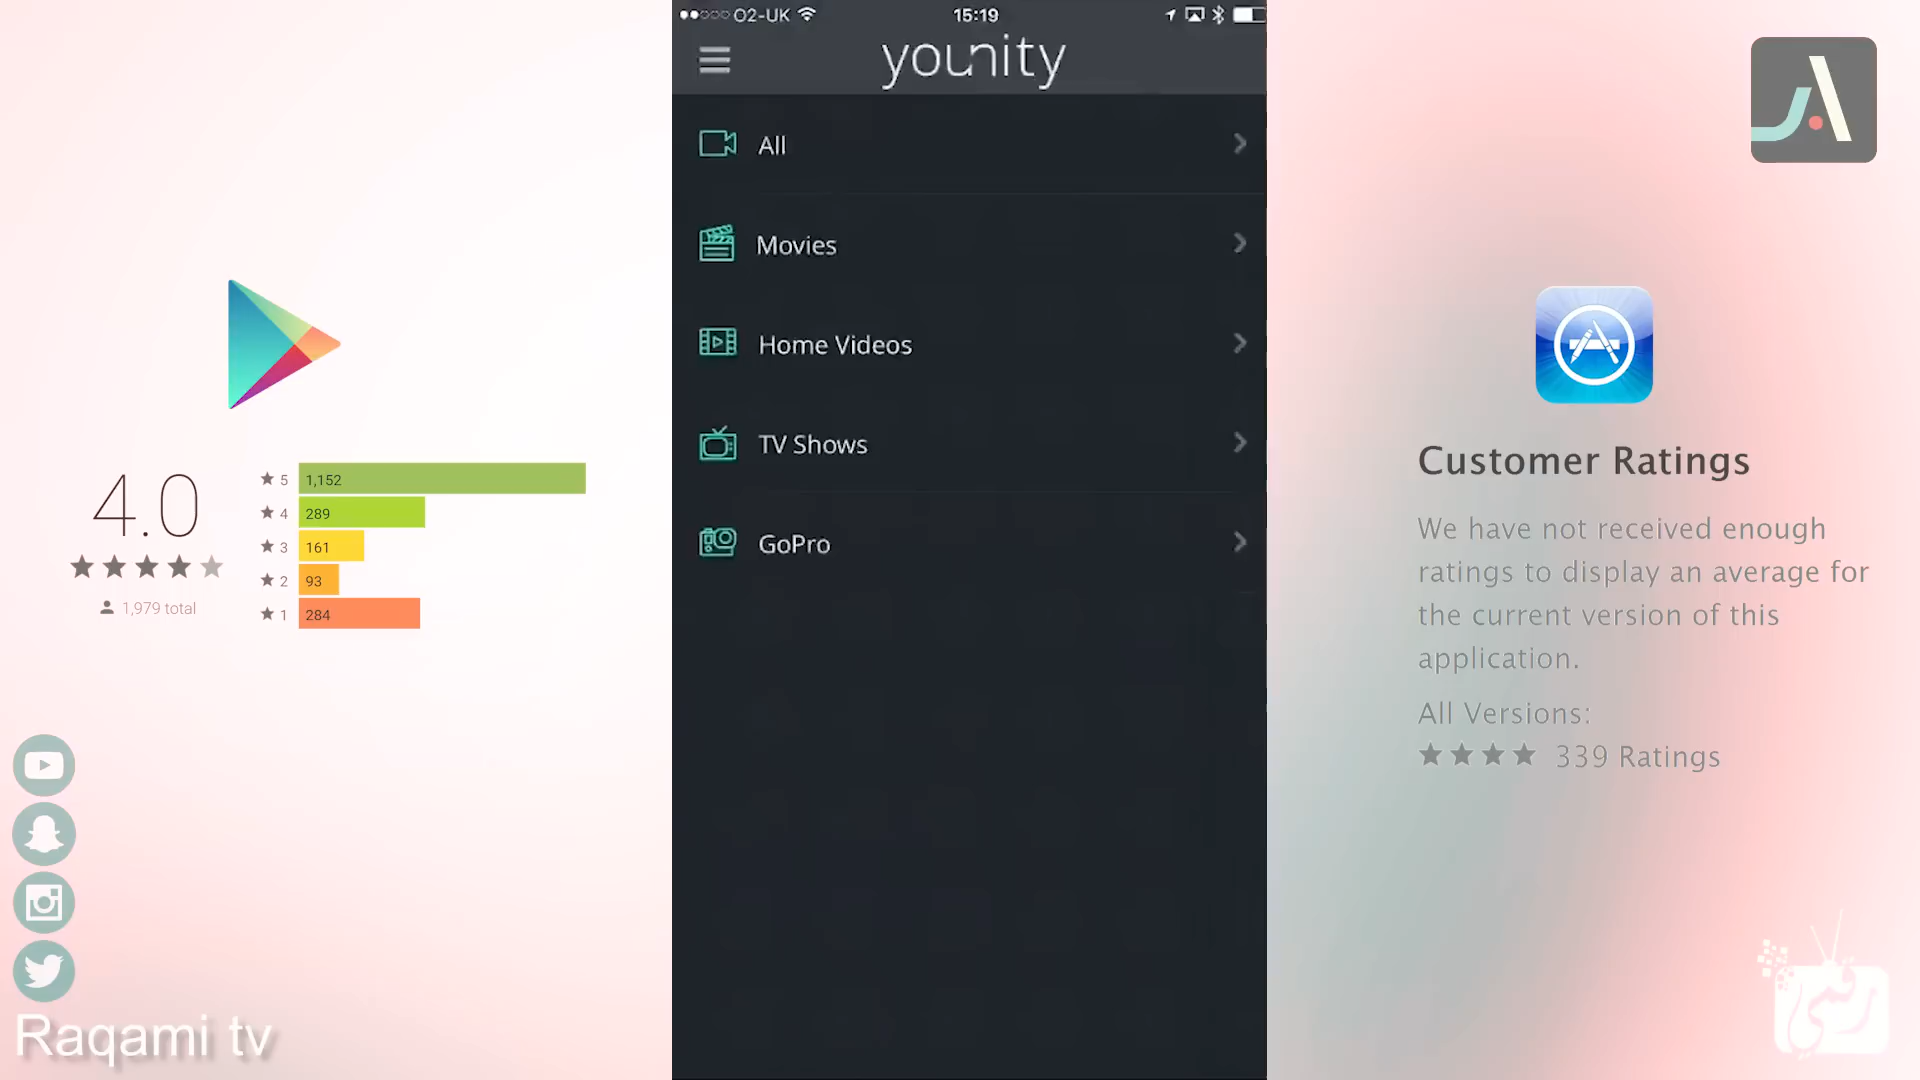 O2-UK
15:19
younity
All
Movies
Home Videos
TV Shows
GoPro
4.0
1,979 total
5 1,152
4 289
3 161
2 93
1 284
Customer Ratings
We have not received enough
ratings to display an average for
the current version of this
application.
All Versions:
339 Ratings
Raqami tv
رقمي